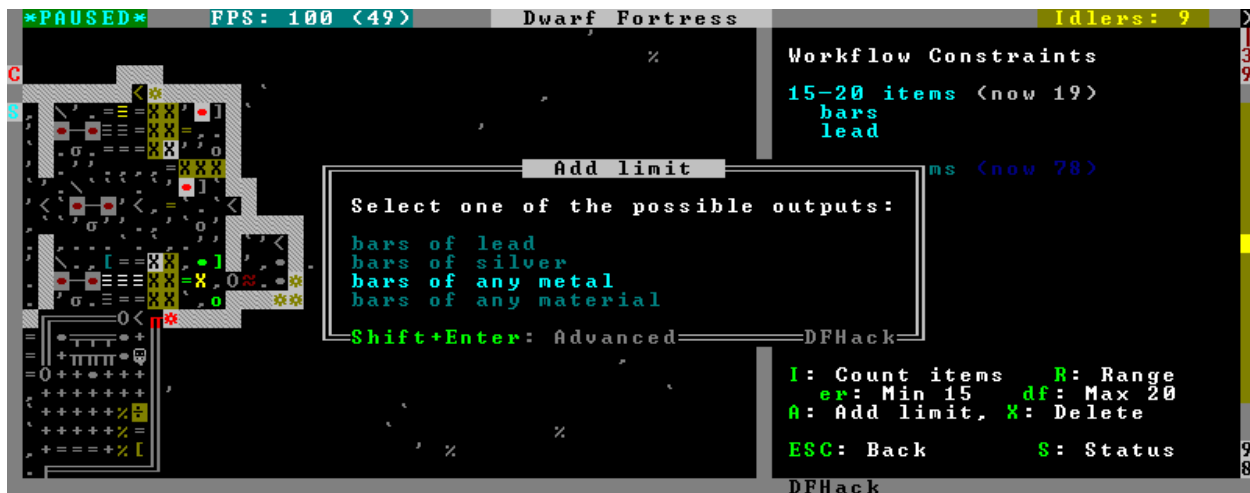 *PAUSED* FPS: 100 (49) Dwarf Fortress Idlers: 9
Workflow Constraints
15-20 items (now 19)
bars
lead
Add limit
ms (now 78)
Select one of the possible outputs:
bars of lead
bars of silver
bars of any metal
bars of any material
Shift+Enter: Advanced DFHack
I: Count items R: Range
er: Min 15 df: Max 20
A: Add limit, X: Delete
ESC: Back S: Status
DFHack